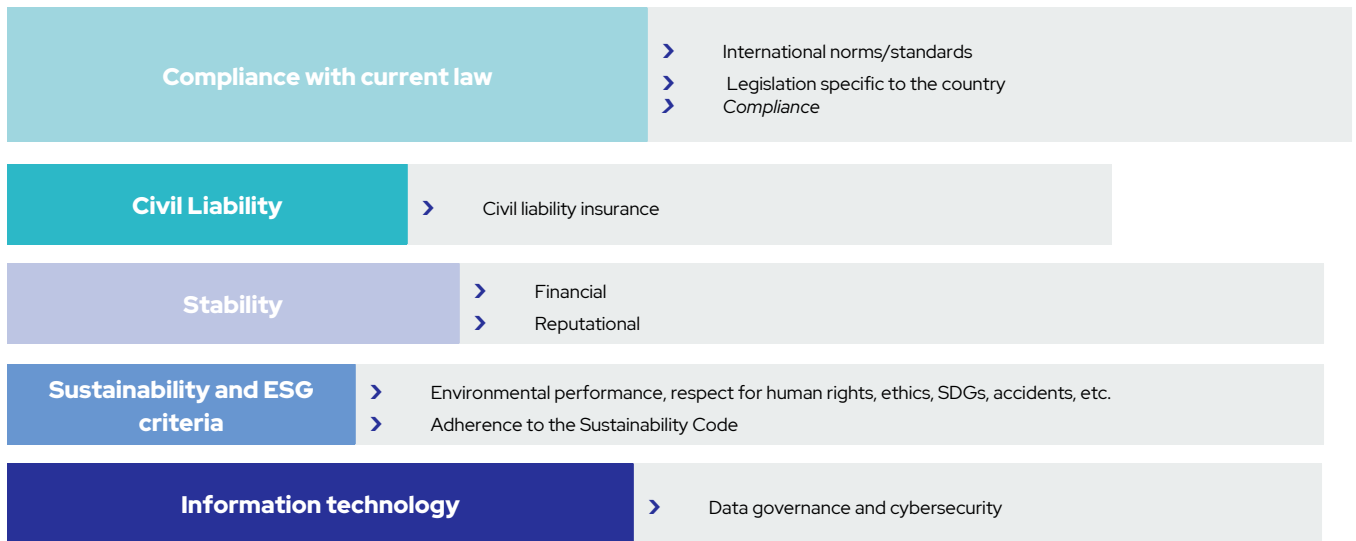 Compliance with current law
International norms/standards
Legislation specific to the country
Compliance
Civil Liability
Civil liability insurance
Stability
Financial
Reputational
Sustainability and ESG
criteria
Environmental performance, respect for human rights, ethics, SDGs, accidents, etc.
Adherence to the Sustainability Code
Information technology
Data governance and cybersecurity